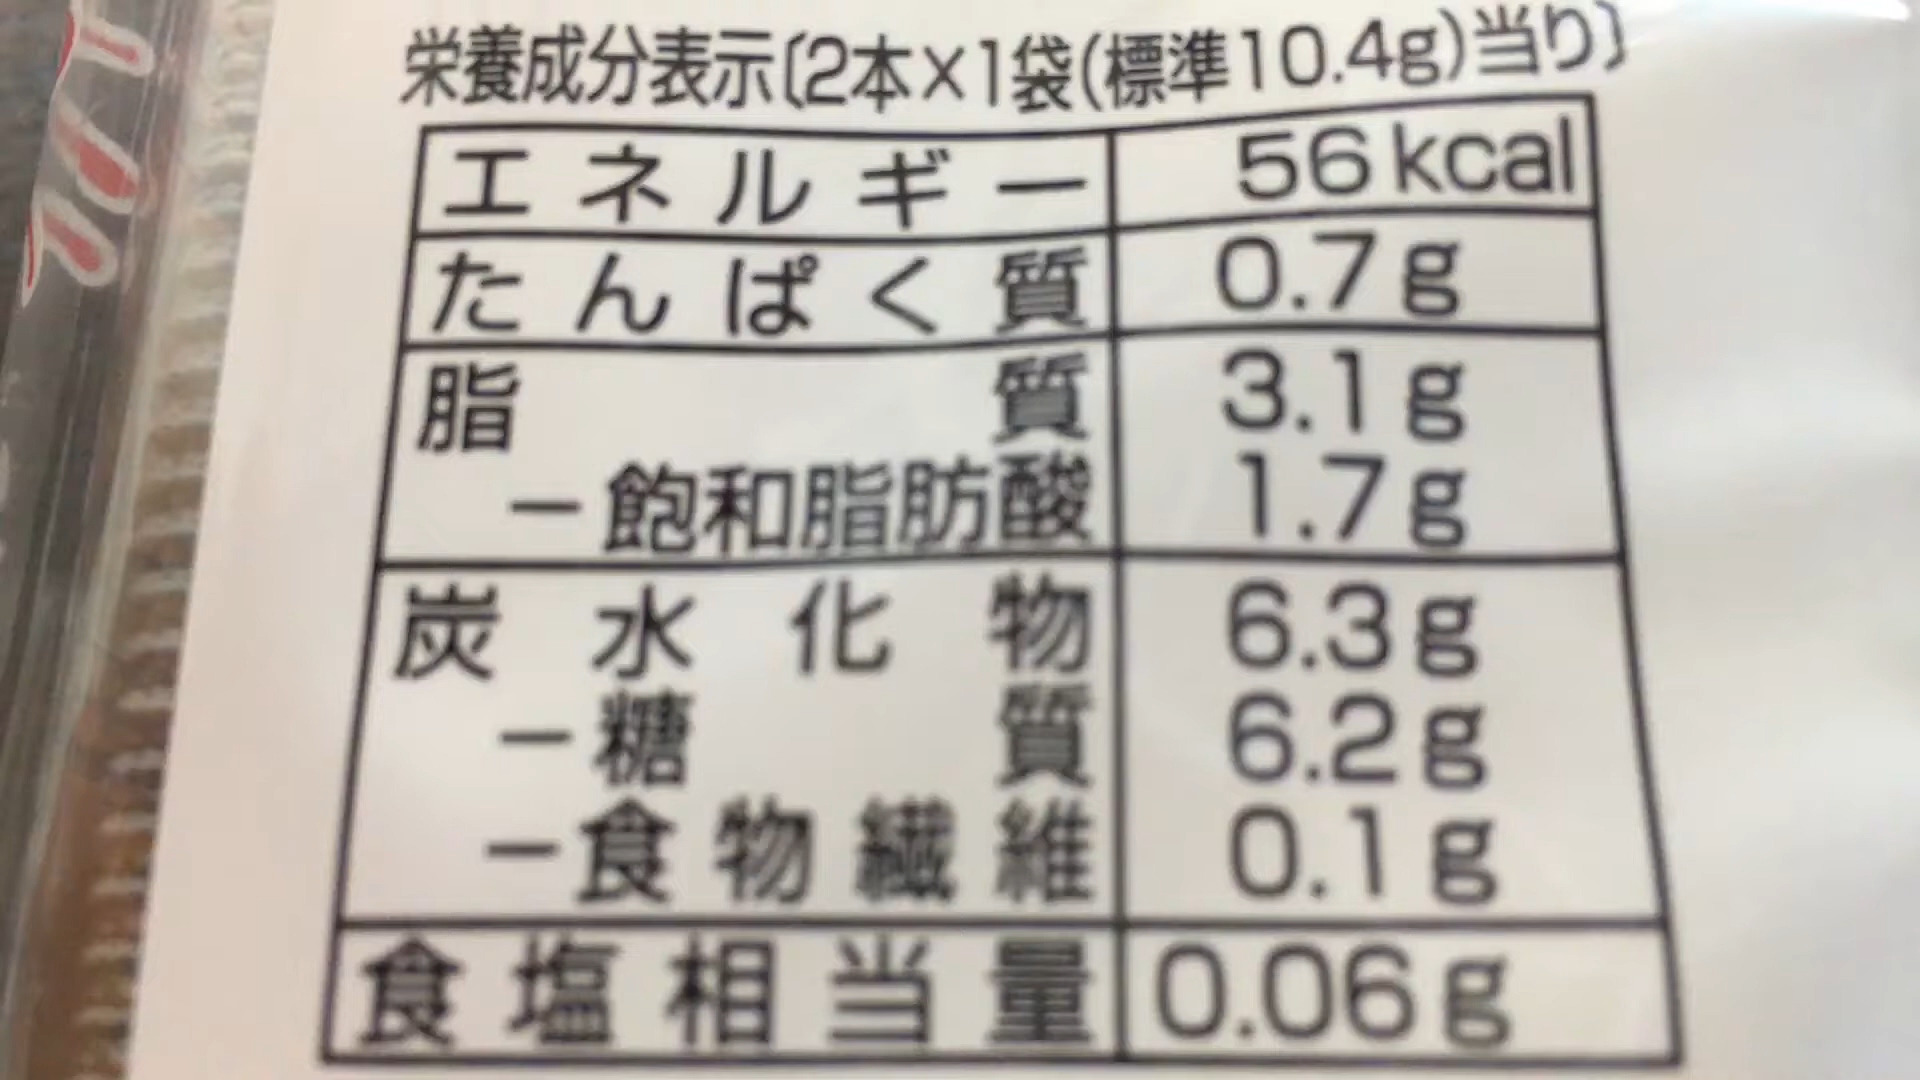 栄養成分表示〔2本×1袋(標準10.4g)当り〕
エネルギー 56kcal
たんぱく質 0.7g
脂質 3.1g
－飽和脂肪酸 1.7g
炭水化物 6.3g
－糖質 6.2g
－食物繊維 0.1g
食塩相当量 0.06g